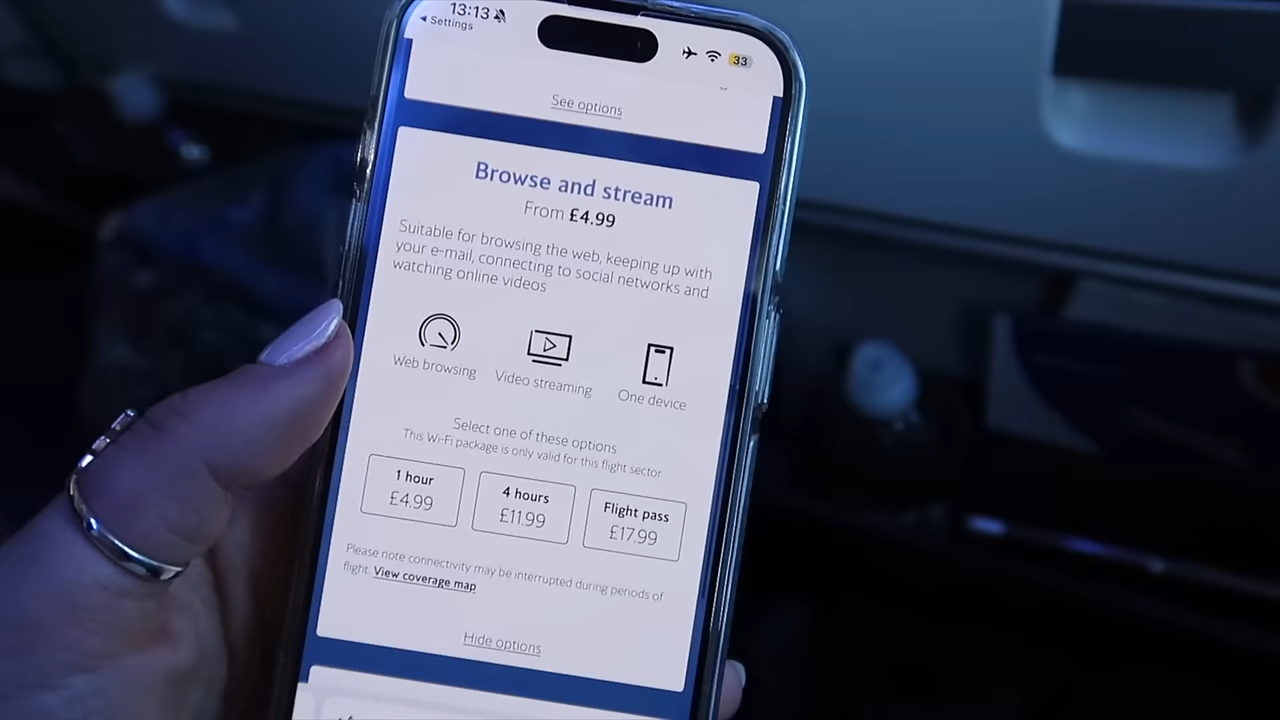 13:13
Settings
33
See options
Browse and stream
From £4.99
Suitable for browsing the web, keeping up with
your e-mail, connecting to social networks and
watching online videos
Web browsing
Video streaming
One device
Select one of these options
This Wi-Fi package is only valid for this flight sector
1 hour
£4.99
4 hours
£11.99
Flight pass
£17.99
Please note connectivity may be interrupted during periods of
flight. View coverage map
Hide options